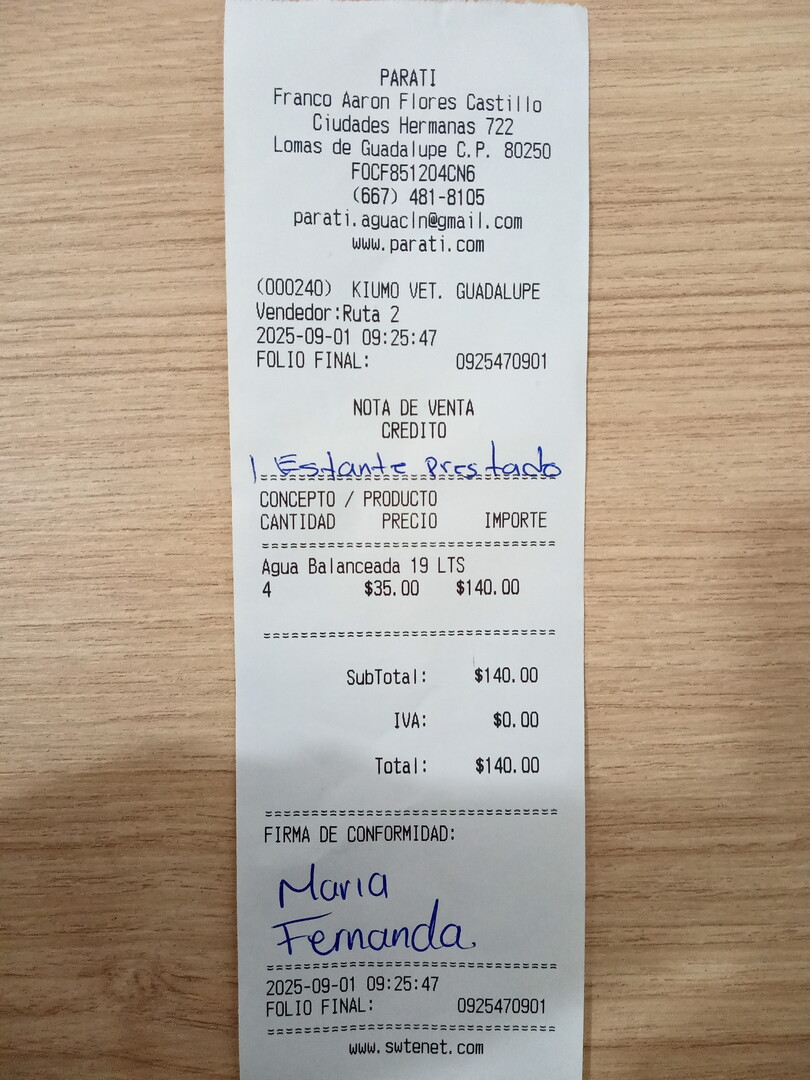 PARATI
Franco Aaron Flores Castillo
Ciudades Hermanas 722
Lomas de Guadalupe C.P. 80250
FOCF851204CN6
(667) 481-8105
parati.aguacln@gmail.com
www.parati.com
(000240) KIUMO VET. GUADALUPE
Vendedor:Ruta 2
2025-09-01 09:25:47
FOLIO FINAL: 0925470901
NOTA DE VENTA
CREDITO
1 Estante prestado
CONCEPTO / PRODUCTO
CANTIDAD PRECIO IMPORTE
Agua Balanceada 19 LTS
4 $35.00 $140.00
SubTotal: $140.00
IVA: $0.00
Total: $140.00
FIRMA DE CONFORMIDAD:
Maria
Fernanda.
2025-09-01 09:25:47
FOLIO FINAL: 0925470901
www.swtenet.com